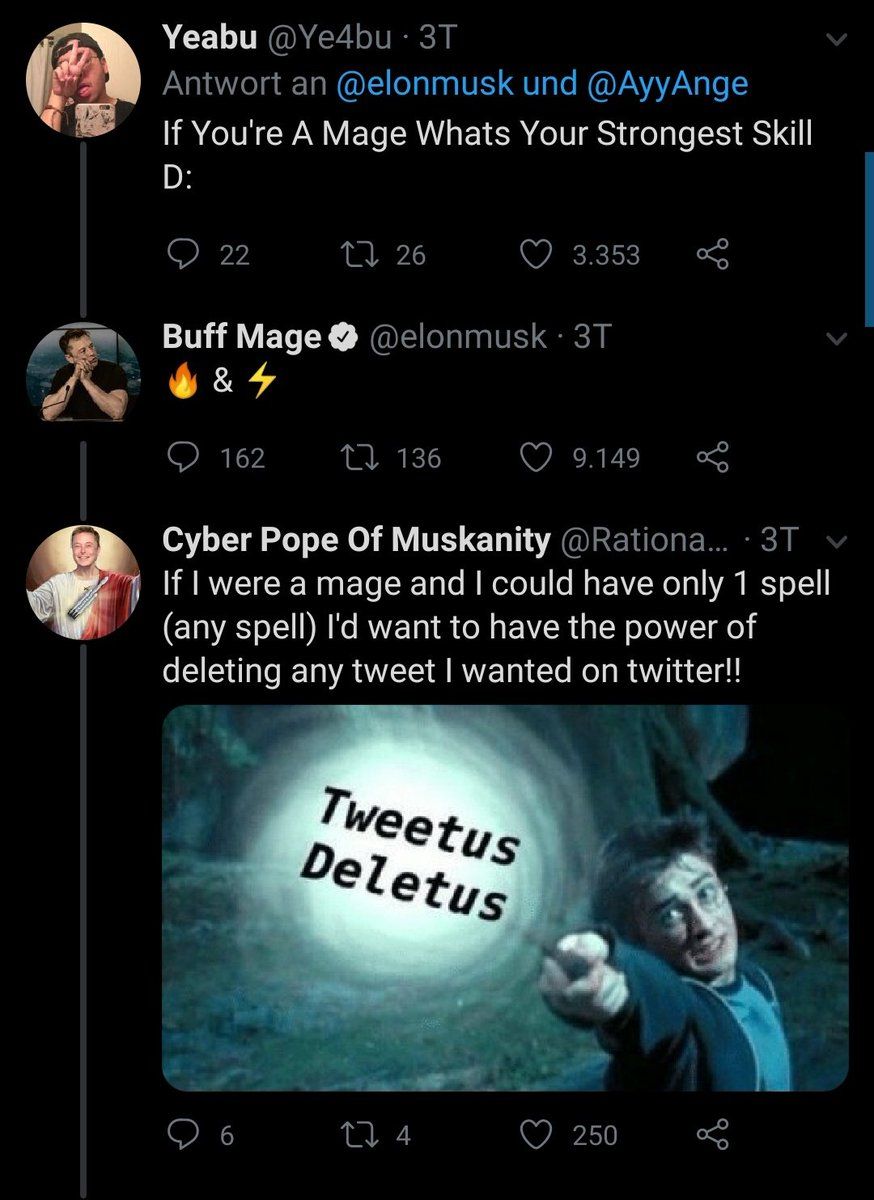 Yeabu @Ye4bu · 3T
Antwort an @elonmusk und @AyyAnge
If You're A Mage Whats Your Strongest Skill
D:
22 26 3.353
Buff Mage @elonmusk · 3T
🔥 & ⚡
162 136 9.149
Cyber Pope Of Muskanity @Rationa... · 3T
If I were a mage and I could have only 1 spell
(any spell) I'd want to have the power of
deleting any tweet I wanted on twitter!!
Tweetus
Deletus
6 4 250